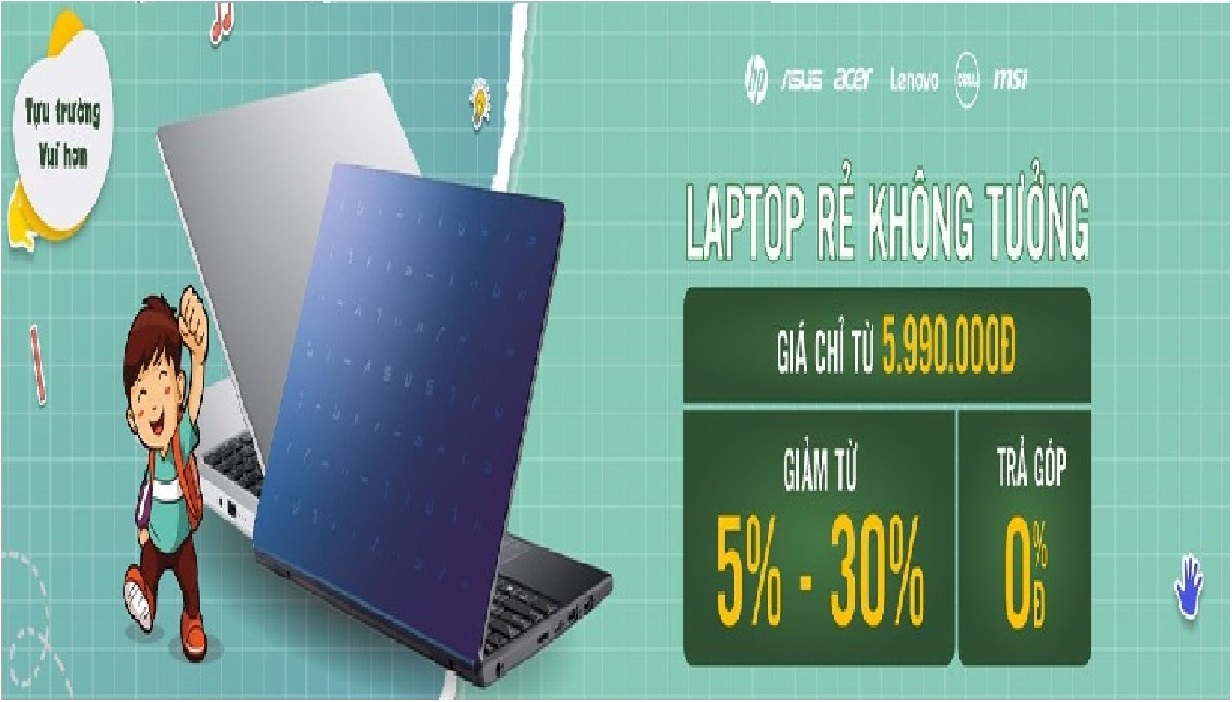 Tựu trường
Vui hơn
hp ASUS acer Lenovo DELL msi
LAPTOP RẺ KHÔNG TƯỞNG
GIÁ CHỈ TỪ 5.990.000Đ
GIẢM TỪ
5% - 30%
TRẢ GÓP
0%
Đ